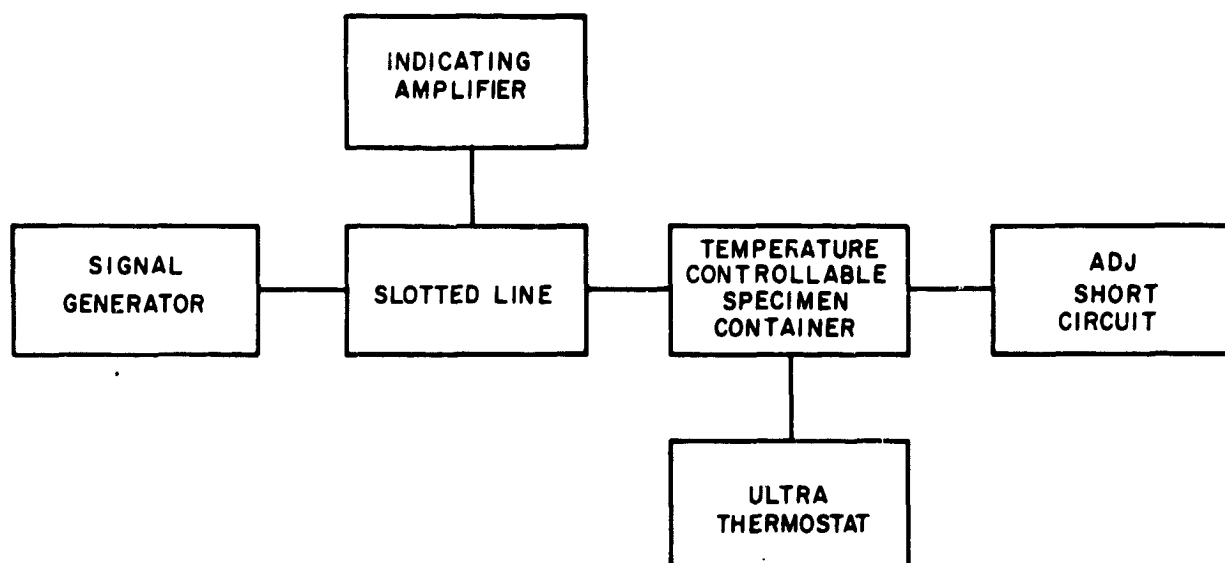 INDICATING
AMPLIFIER
SIGNAL
GENERATOR
SLOTTED LINE
TEMPERATURE
CONTROLLABLE
SPECIMEN
CONTAINER
ADJ
SHORT
CIRCUIT
ULTRA
THERMOSTAT